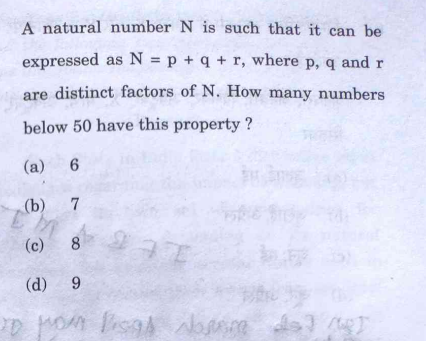 A natural number N is such that it can be
expressed as N = p + q + r, where p, q and r
are distinct factors of N. How many numbers
below 50 have this property ?
(a) 6
(b) 7
(c) 8
(d) 9